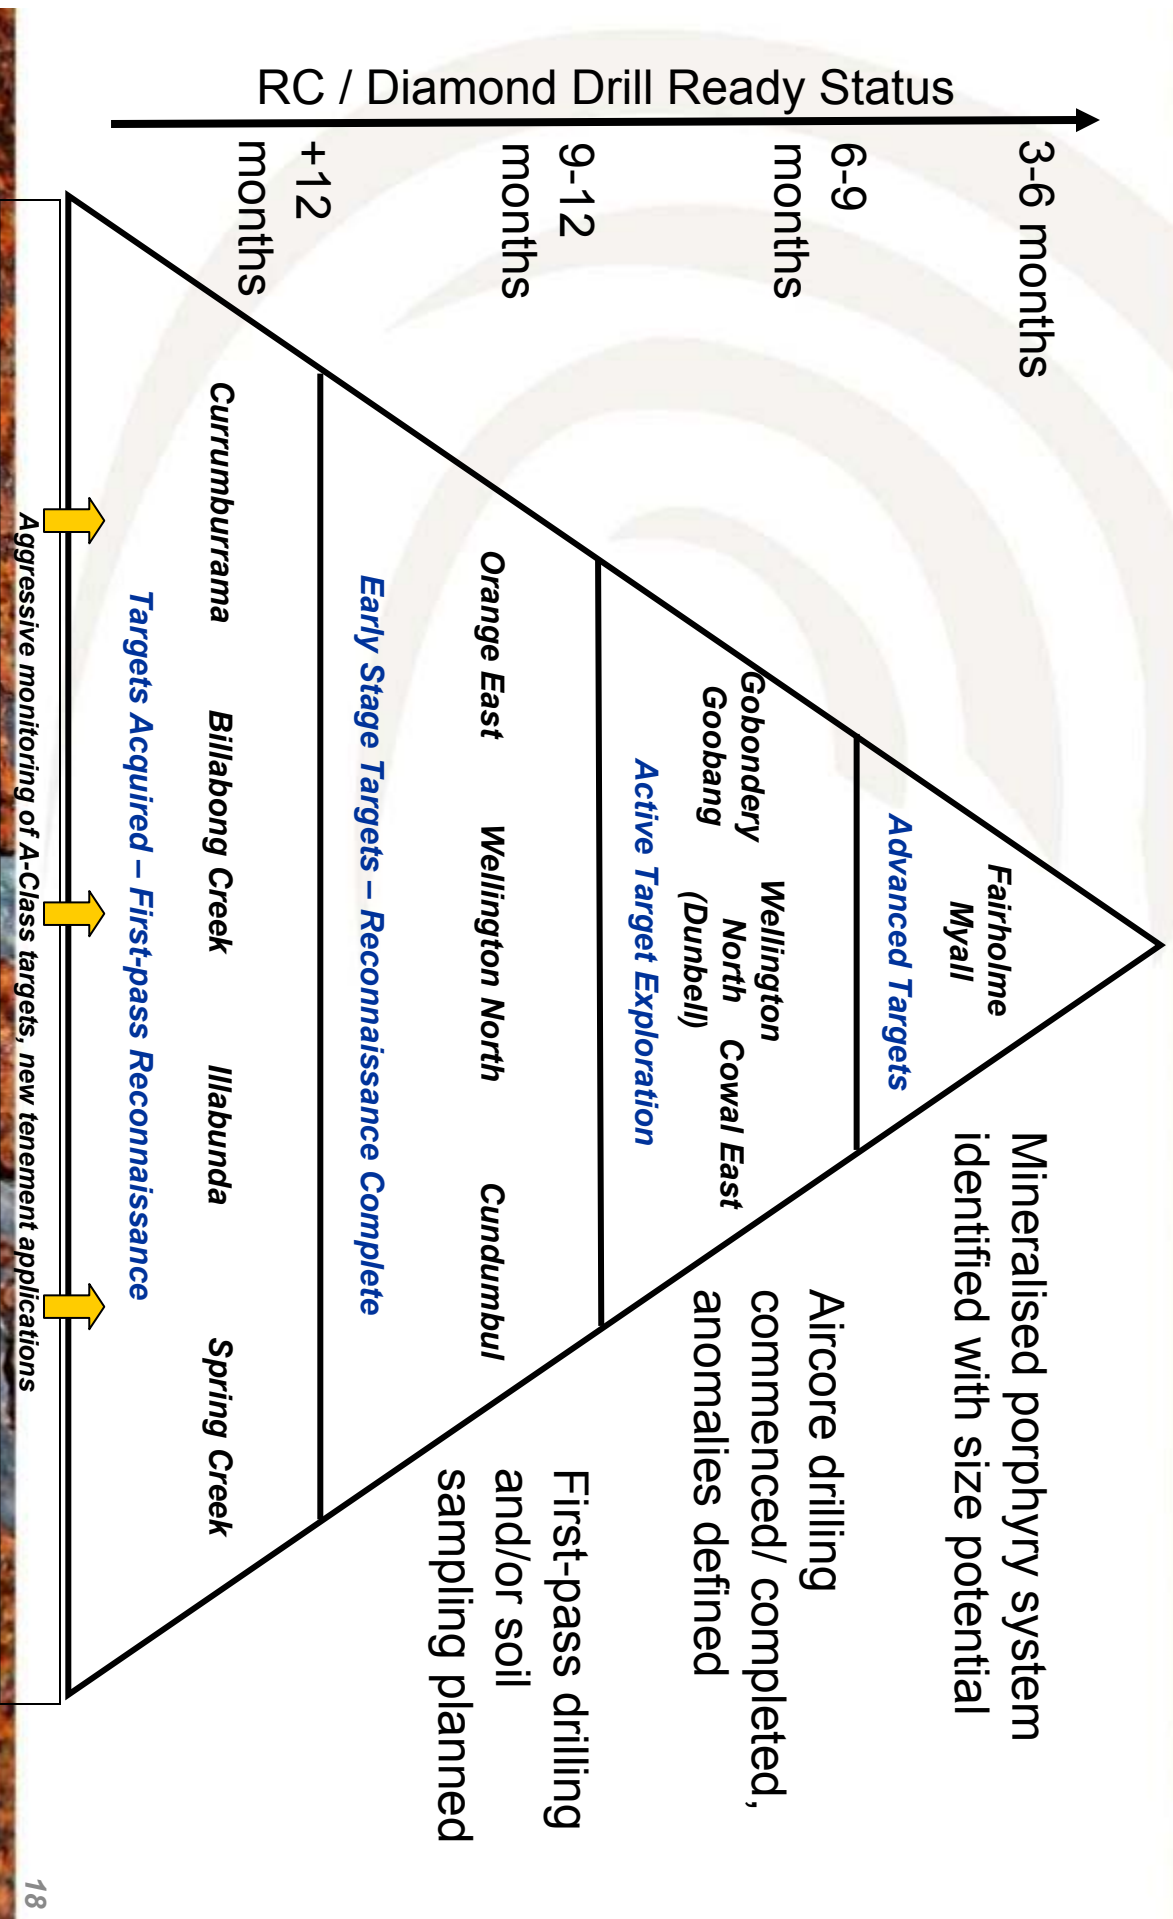 RC / Diamond Drill Ready Status
3-6 months
6-9
months
9-12
months
+12
months
Fairholme
Myall
Advanced Targets
Mineralised porphyry system
identified with size potential
Gobondery
Goobang
Wellington
North
(Dunbell)
Cowal East
Active Target Exploration
Aircore drilling
commenced/ completed,
anomalies defined
Orange East
Wellington North
Cundumbul
Early Stage Targets – Reconnaissance Complete
First-pass drilling
and/or soil
sampling planned
Currumburrama
Billabong Creek
Illabunda
Spring Creek
Targets Acquired – First-pass Reconnaissance
Aggressive monitoring of A-Class targets, new tenement applications
18